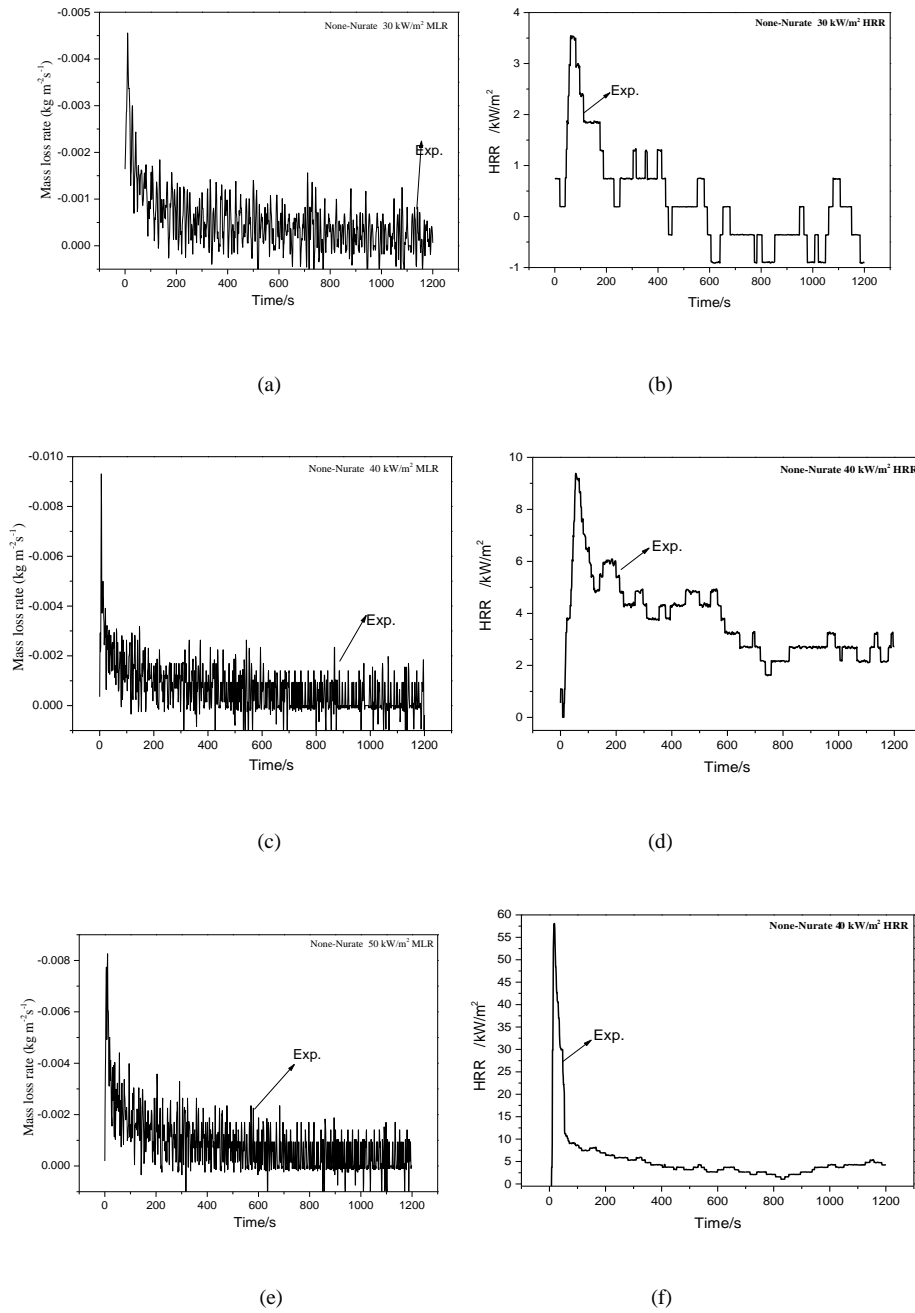 None-Nurate 30 kW/m² MLR
Mass loss rate (kg m⁻²s⁻¹)
-0.005
-0.004
-0.003
-0.002
-0.001
0.000
Exp.
0 200 400 600 800 1000 1200
Time/s
(a)
None-Nurate 30 kW/m² HRR
HRR /kW/m²
4
3
2
1
0
-1
Exp.
0 200 400 600 800 1000 1200
Time/s
(b)
None-Nurate 40 kW/m² MLR
Mass loss rate (kg m⁻²s⁻¹)
-0.010
-0.008
-0.006
-0.004
-0.002
0.000
Exp.
0 200 400 600 800 1000 1200
Time/s
(c)
None-Nurate 40 kW/m² HRR
HRR /kW/m²
10
8
6
4
2
0
Exp.
0 200 400 600 800 1000 1200
Time/s
(d)
None-Nurate 50 kW/m² MLR
Mass loss rate (kg m⁻²s⁻¹)
-0.008
-0.006
-0.004
-0.002
0.000
Exp.
0 200 400 600 800 1000 1200
Time/s
(e)
None-Nurate 40 kW/m² HRR
HRR /kW/m²
60
55
50
45
40
35
30
25
20
15
10
5
0
Exp.
0 200 400 600 800 1000 1200
Time/s
(f)